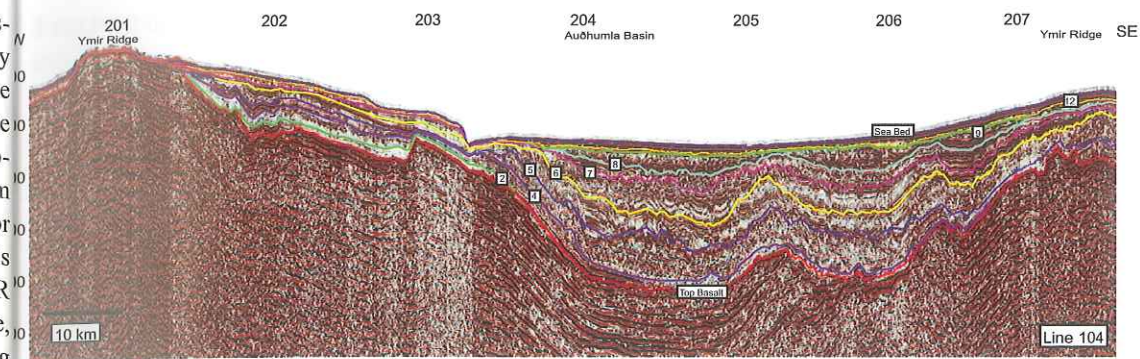 201 202 203 204 205 206 207
Ymir Ridge Auðhumla Basin Ymir Ridge SE
12
Sea Bed 9
8
5 6 7
2
4
Top Basalt
10 km
Line 104